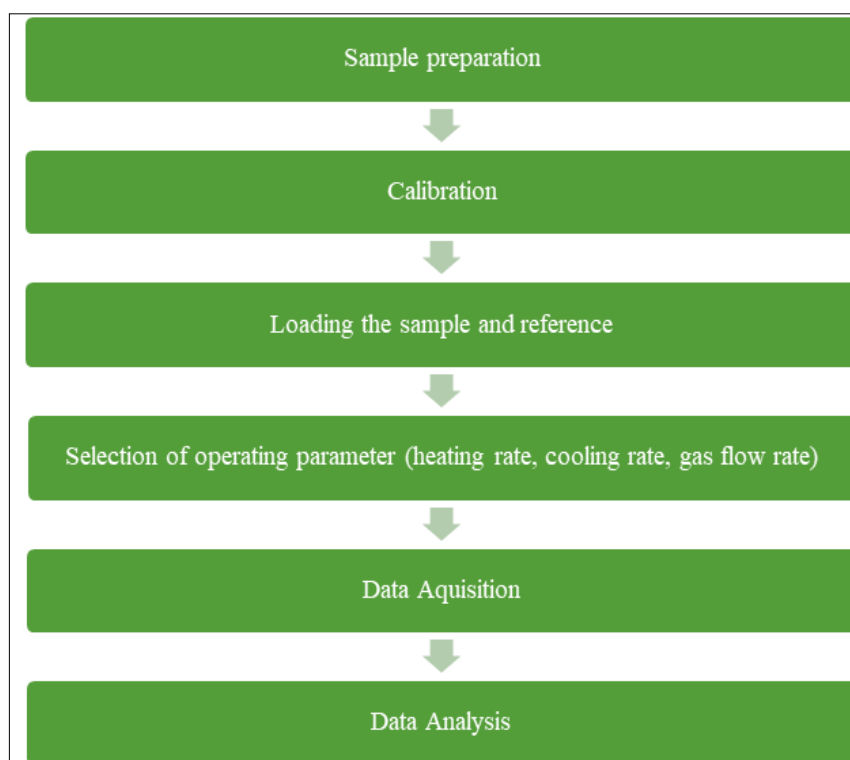 Sample preparation
Calibration
Loading the sample and reference
Selection of operating parameter (heating rate, cooling rate, gas flow rate)
Data Aquisition
Data Analysis